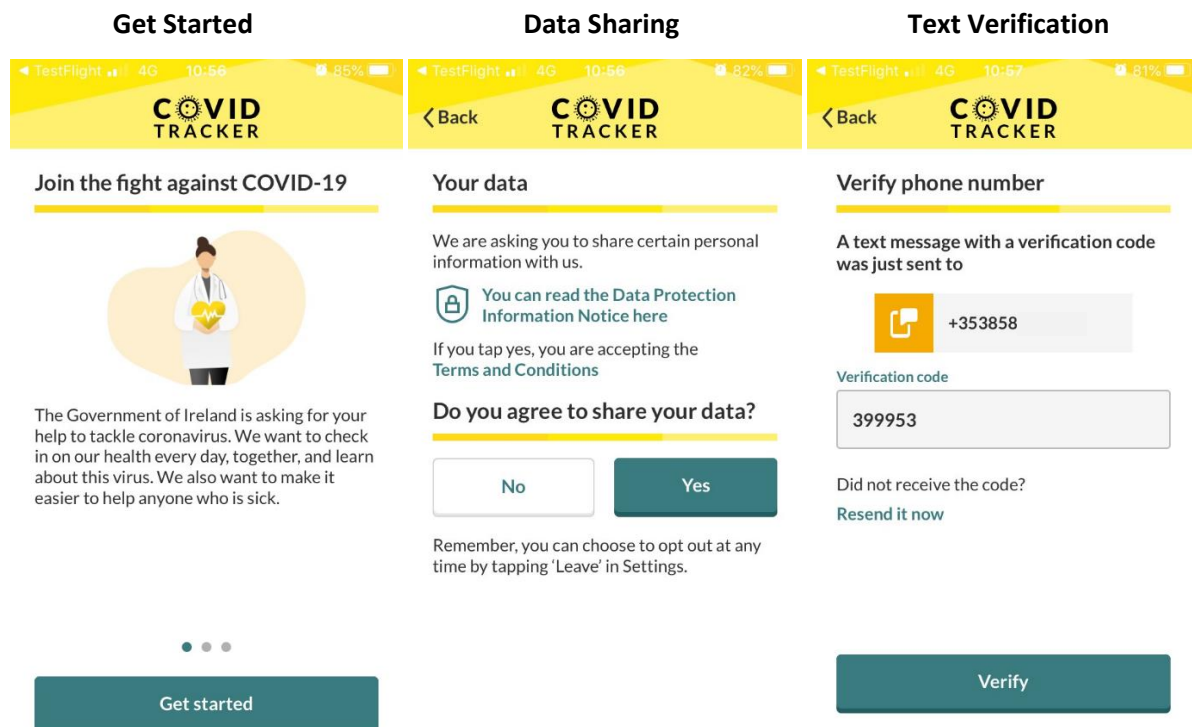 Get Started
Data Sharing
Text Verification
TestFlight 4G 10:56 85%
TestFlight 4G 10:56 82%
TestFlight 4G 10:57 81%
COVID
TRACKER
Join the fight against COVID-19
The Government of Ireland is asking for your
help to tackle coronavirus. We want to check
in on our health every day, together, and learn
about this virus. We also want to make it
easier to help anyone who is sick.
Get started
Back
COVID
TRACKER
Your data
We are asking you to share certain personal
information with us.
You can read the Data Protection
Information Notice here
If you tap yes, you are accepting the
Terms and Conditions
Do you agree to share your data?
No
Yes
Remember, you can choose to opt out at any
time by tapping ‘Leave’ in Settings.
Back
COVID
TRACKER
Verify phone number
A text message with a verification code
was just sent to
+353858
Verification code
399953
Did not receive the code?
Resend it now
Verify